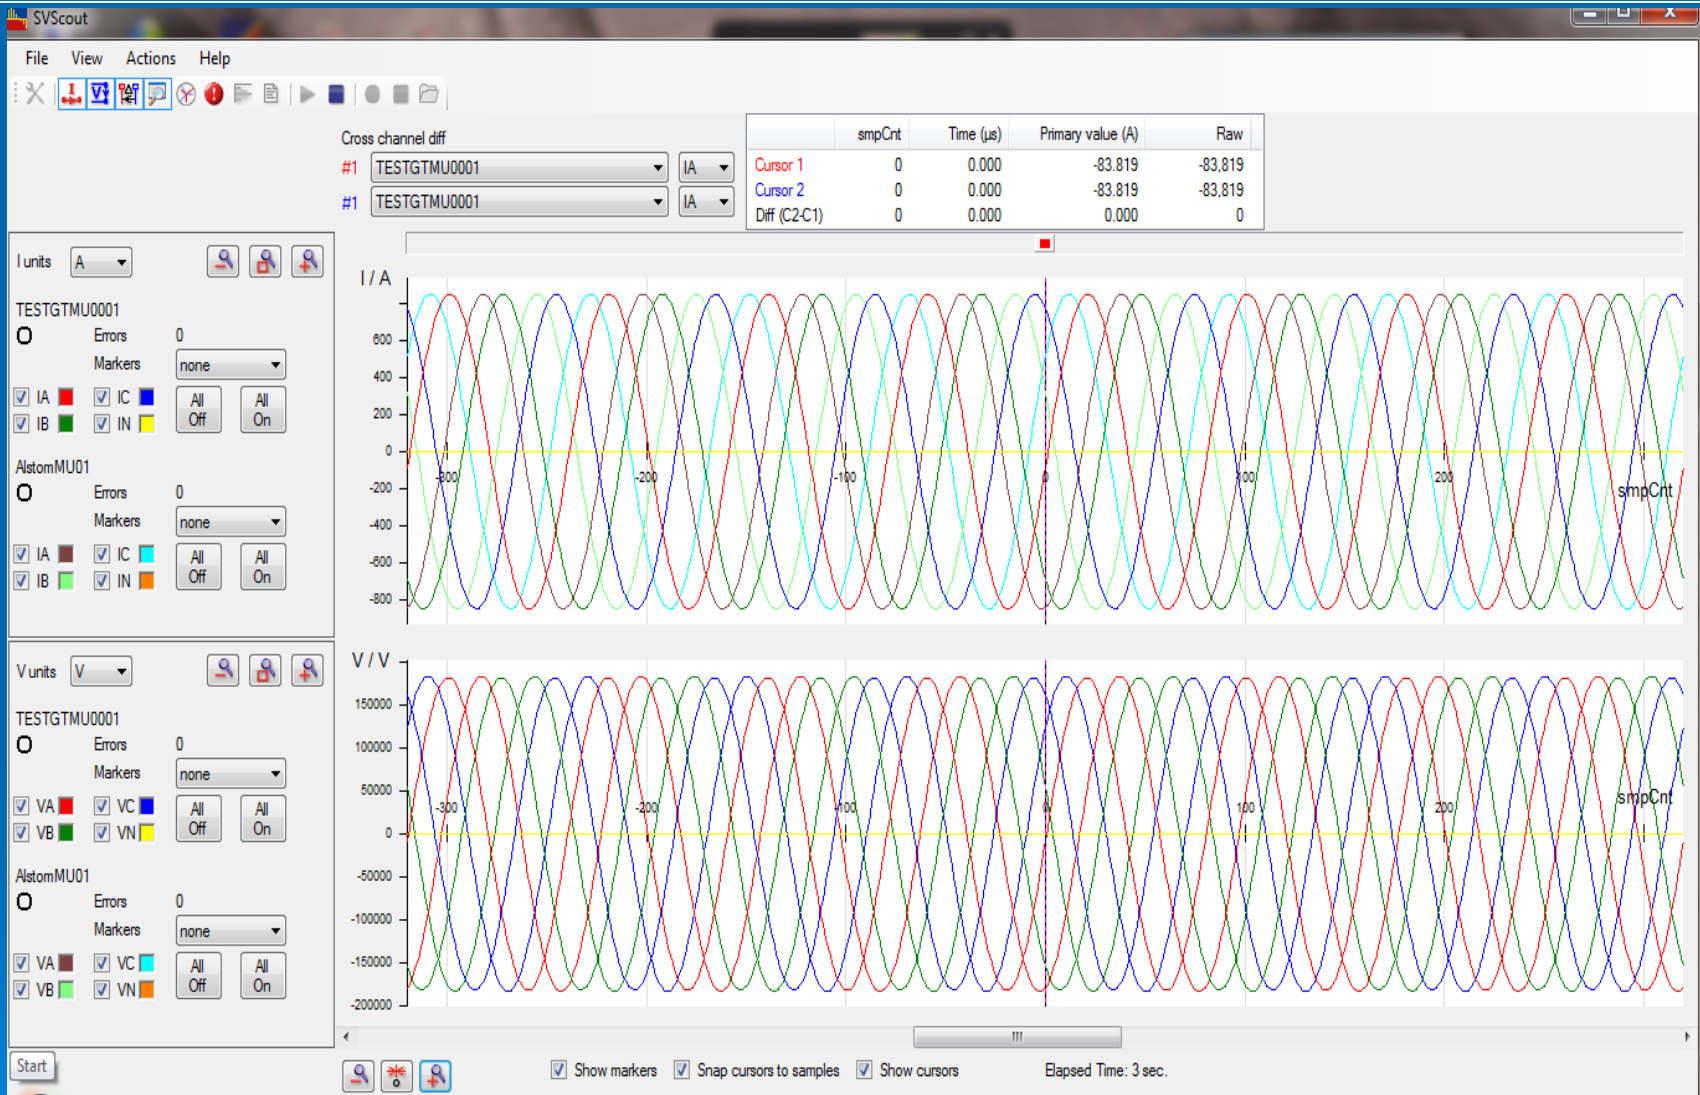 SVScout
File View Actions Help
Cross channel diff
#1 TESTGTMU0001 IA
#1 TESTGTMU0001 IA
smpCnt Time (µs) Primary value (A) Raw
Cursor 1 0 0.000 -83.819 -83,819
Cursor 2 0 0.000 -83.819 -83,819
Diff (C2-C1) 0 0.000 0.000 0
I units A
TESTGTMU0001
O Errors 0
Markers none
IA IC All Off All On
IB IN
AlstomMU01
O Errors 0
Markers none
IA IC All Off All On
IB IN
I / A
600
400
200
0
-200
-400
-600
-800
-300 -200 -100 0 100 200
smpCnt
V units V
TESTGTMU0001
O Errors 0
Markers none
VA VC All Off All On
VB VN
AlstomMU01
O Errors 0
Markers none
VA VC All Off All On
VB VN
V / V
150000
100000
50000
0
-50000
-100000
-150000
-200000
-300 -200 -100 0 100 200
smpCnt
Start
Show markers Snap cursors to samples Show cursors Elapsed Time: 3 sec.